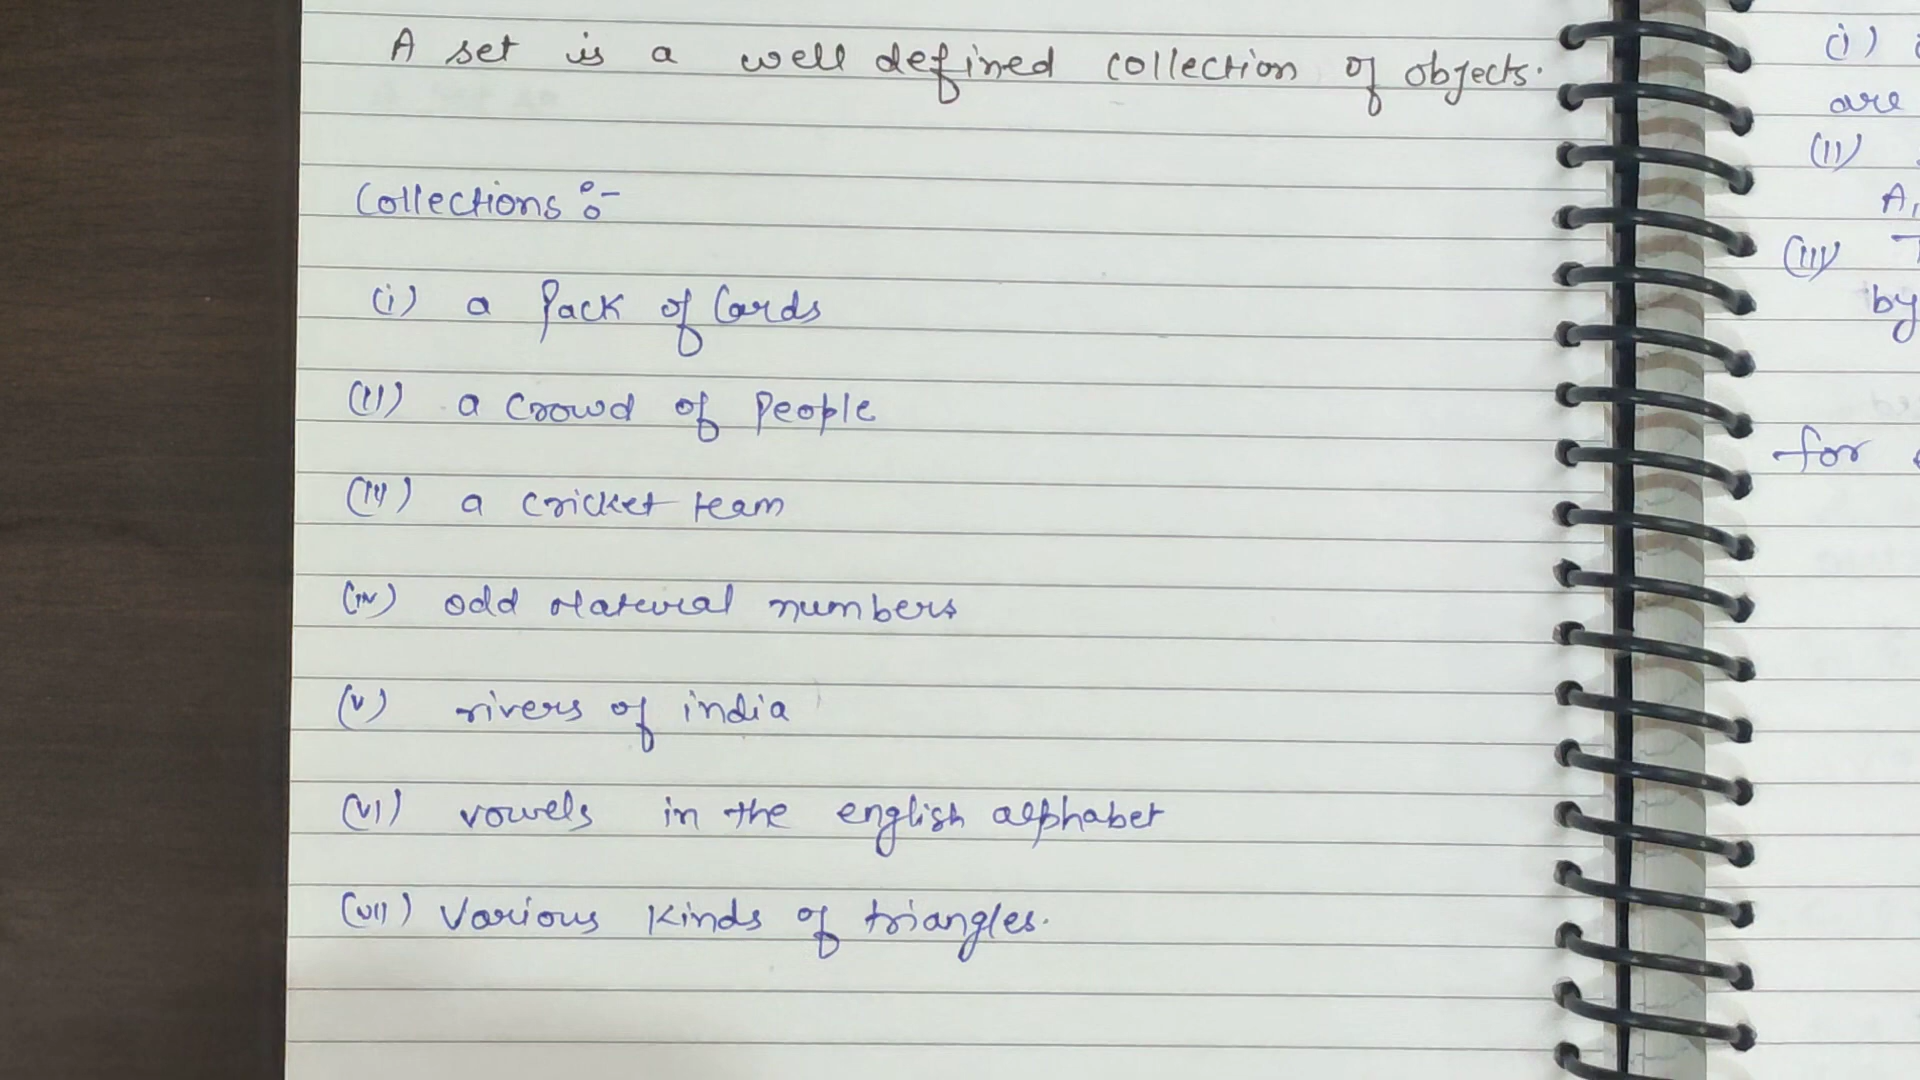 A set is a well defined collection of objects.
Collections :-
(i) a Pack of Cards
(ii) a crowd of People
(iii) a cricket team
(iv) odd natural numbers
(v) rivers of india
(vi) vowels in the english alphabet
(vii) Various Kinds of triangles.
(i)
are
(ii)
A,
(iii) T
by
for